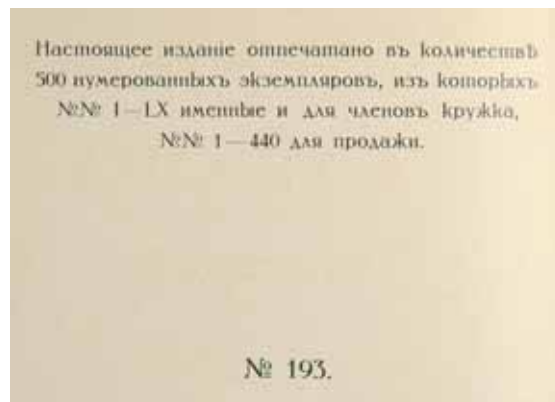 Настоящее изданіе отпечатано въ количествѣ
500 нумерованныхъ экземпляровъ, изъ которыхъ
№№ I—LX именные и для членовъ кружка,
№№ 1—440 для продажи.
№ 193.